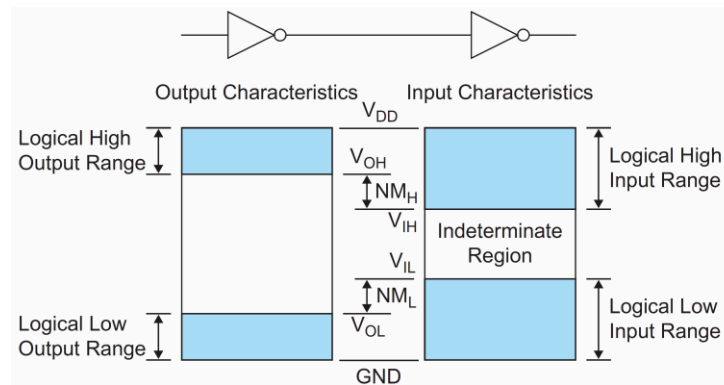 Output Characteristics
Input Characteristics
V_DD
Logical High
Output Range
V_OH
NM_H
V_IH
Logical High
Input Range
Indeterminate
Region
V_IL
NM_L
V_OL
Logical Low
Output Range
Logical Low
Input Range
GND